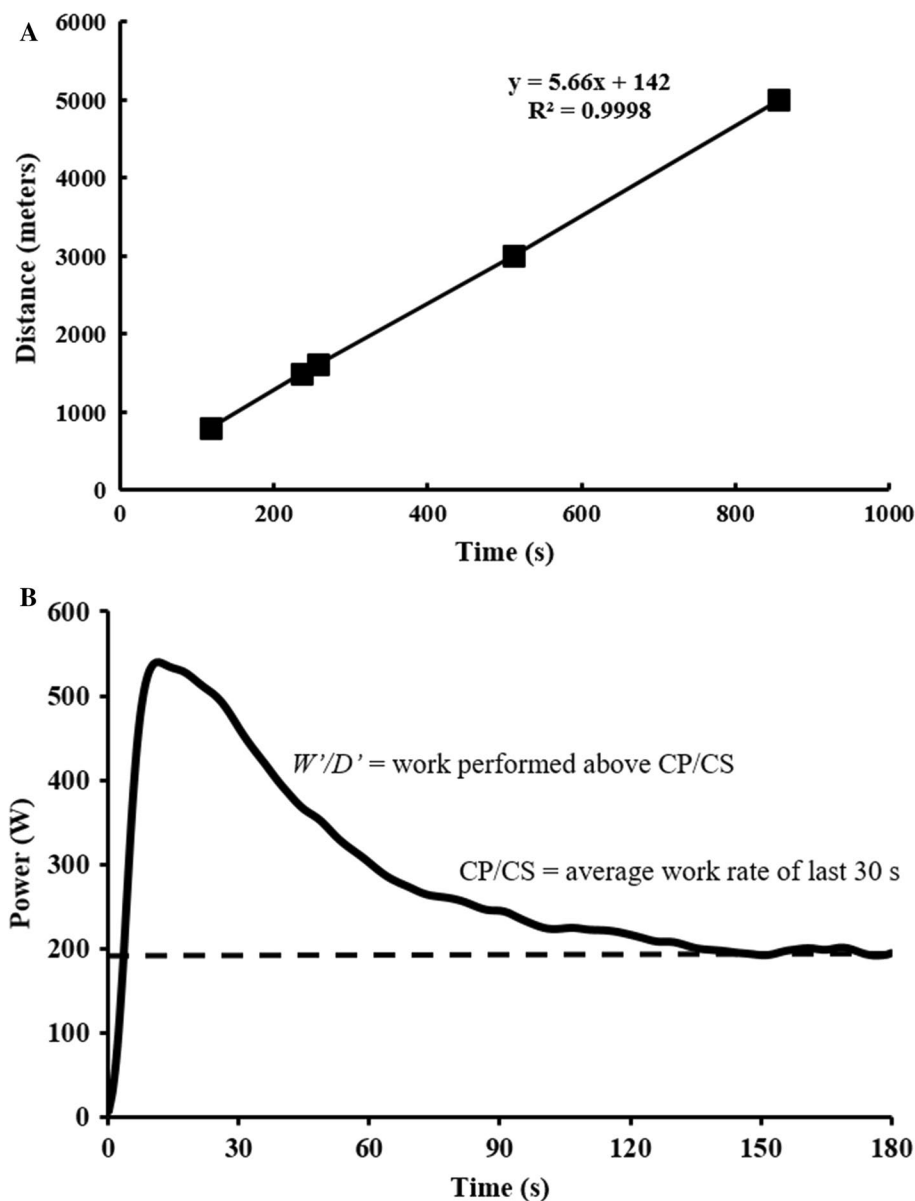 A
6000
5000
4000
3000
2000
1000
0
Distance (meters)
y = 5.66x + 142
R² = 0.9998
0 200 400 600 800 1000
Time (s)
B
600
500
400
300
200
100
0
Power (W)
W’/D’ = work performed above CP/CS
CP/CS = average work rate of last 30 s
0 30 60 90 120 150 180
Time (s)